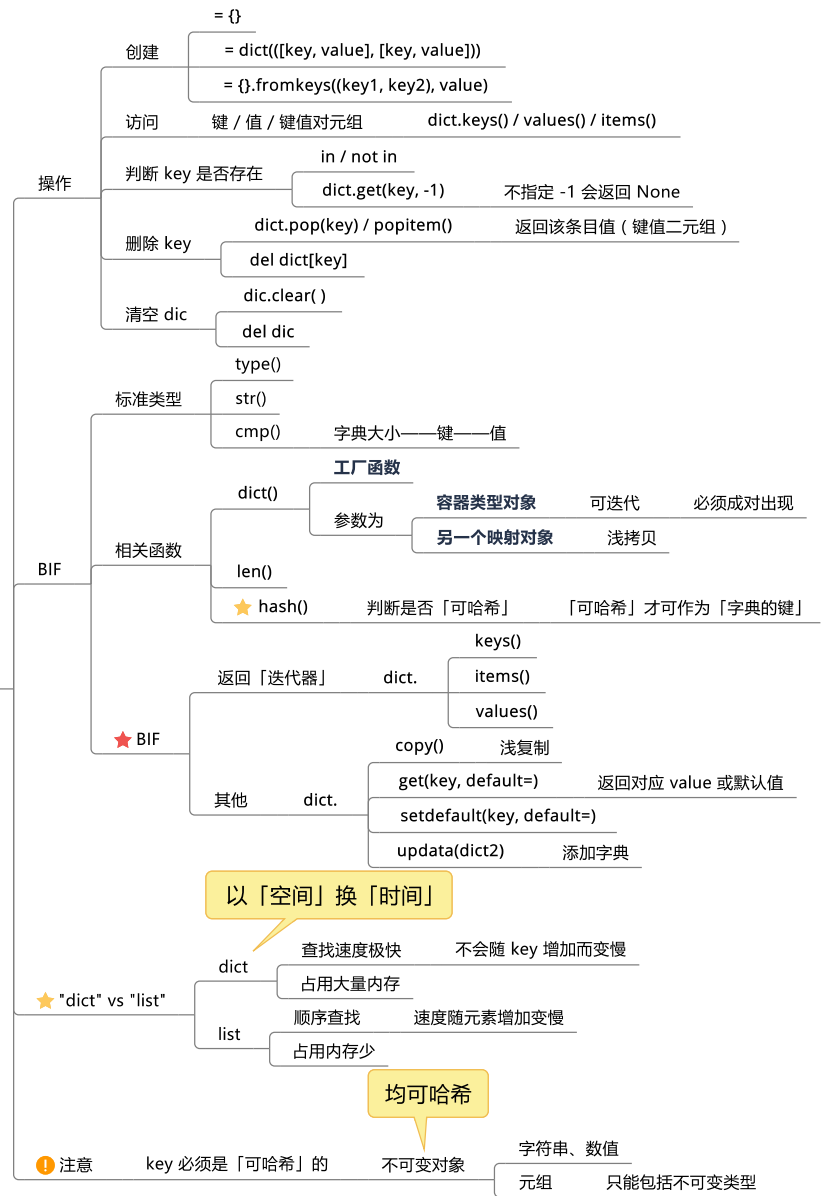 = {}
创建
= dict(([key, value], [key, value]))
= {}.fromkeys((key1, key2), value)
访问
键 / 值 / 键值对元组
dict.keys() / values() / items()
操作
判断 key 是否存在
in / not in
dict.get(key, -1)
不指定 -1 会返回 None
删除 key
dict.pop(key) / popitem()
返回该条目值（键值二元组）
del dict[key]
清空 dic
dic.clear( )
del dic
BIF
标准类型
type()
str()
cmp()
字典大小——键——值
相关函数
dict()
工厂函数
参数为
容器类型对象
可迭代
必须成对出现
另一个映射对象
浅拷贝
len()
hash()
判断是否「可哈希」
「可哈希」才可作为「字典的键」
BIF
返回「迭代器」
dict.
keys()
items()
values()
其他
dict.
copy()
浅复制
get(key, default=)
返回对应 value 或默认值
setdefault(key, default=)
updata(dict2)
添加字典
以「空间」换「时间」
"dict" vs "list"
dict
查找速度极快
不会随 key 增加而变慢
占用大量内存
list
顺序查找
速度随元素增加变慢
占用内存少
均可哈希
注意
key 必须是「可哈希」的
不可变对象
字符串、数值
元组
只能包括不可变类型